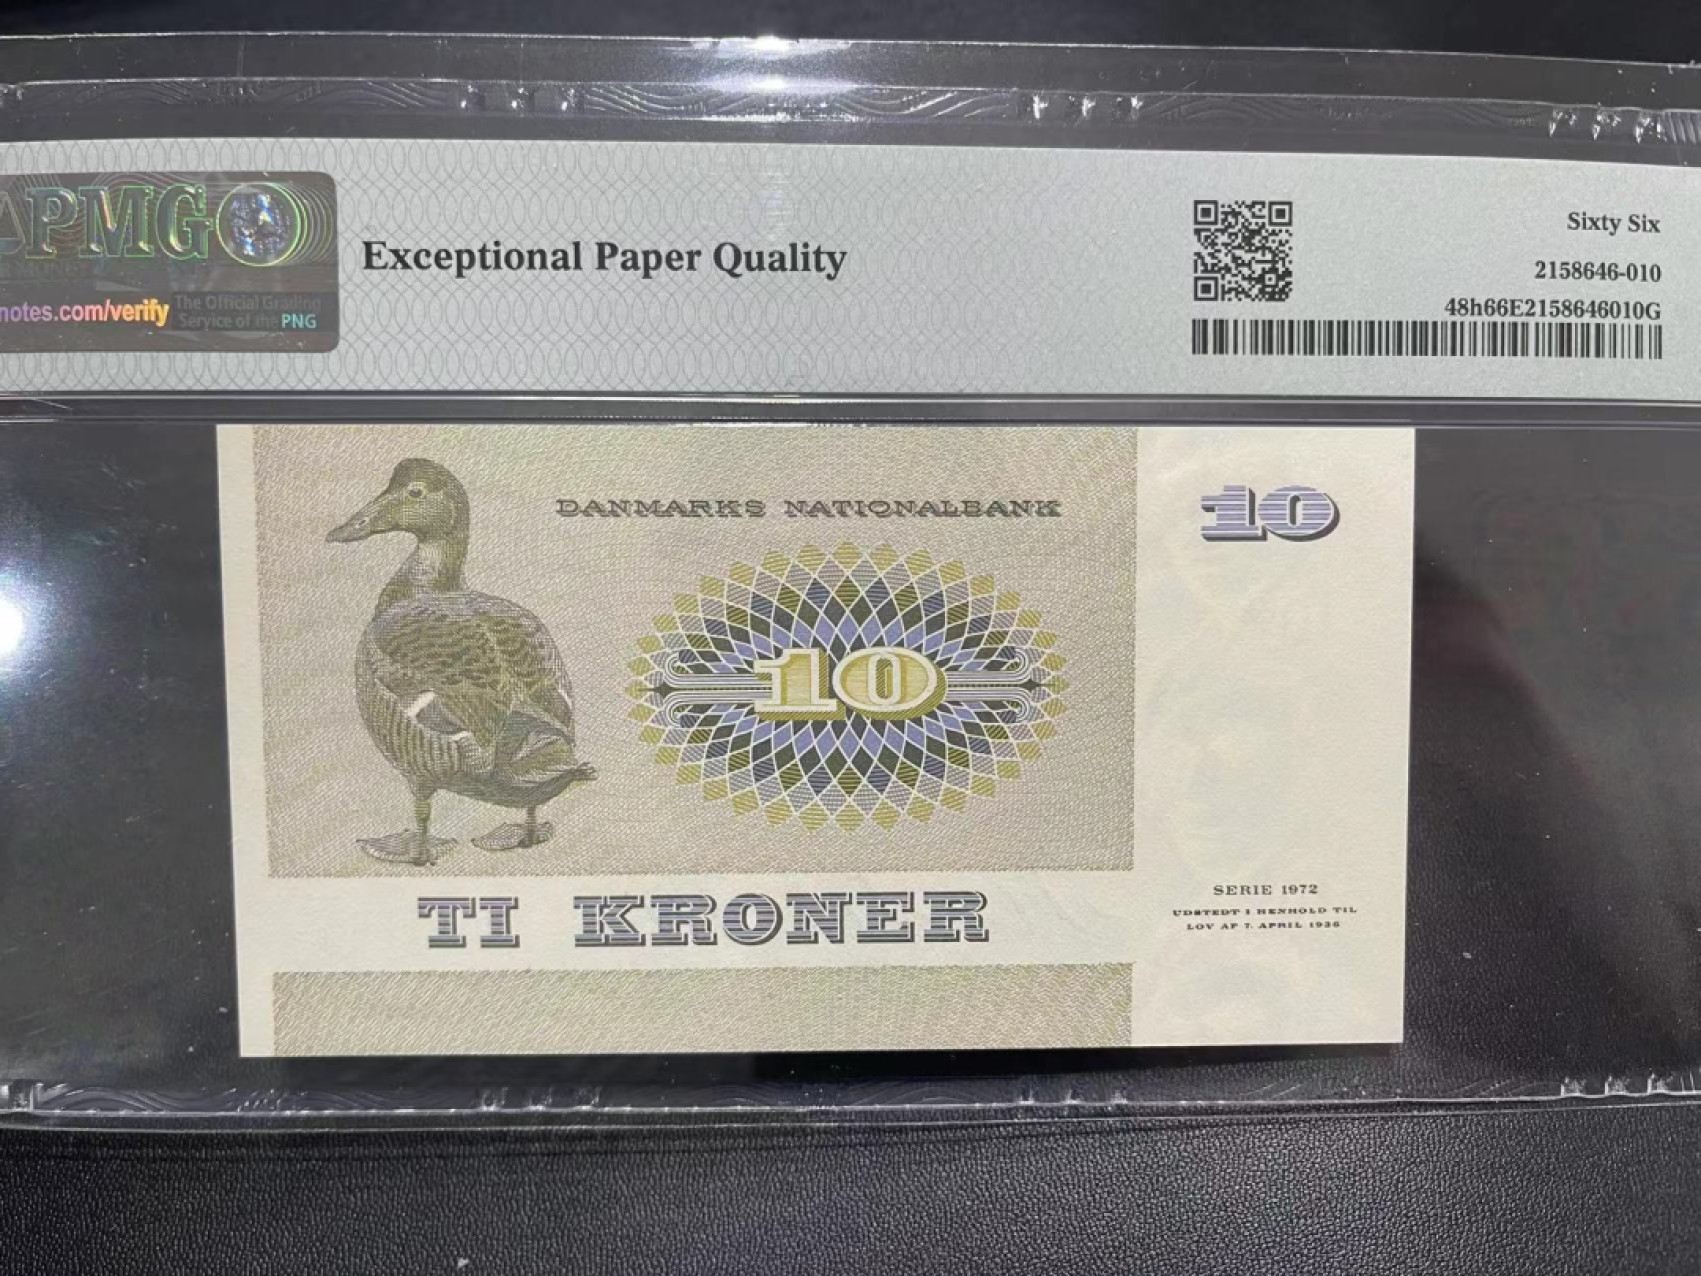 PMG
notes.com/verify
The Official Grading
Service of the PNG
Exceptional Paper Quality
Sixty Six
2158646-010
48h66E2158646010G
DANMARKS NATIONALBANK
10
10
TI KRONER
SERIE 1972
UDSTEDT I HENHOLD TIL
LOV AF 7. APRIL 1936